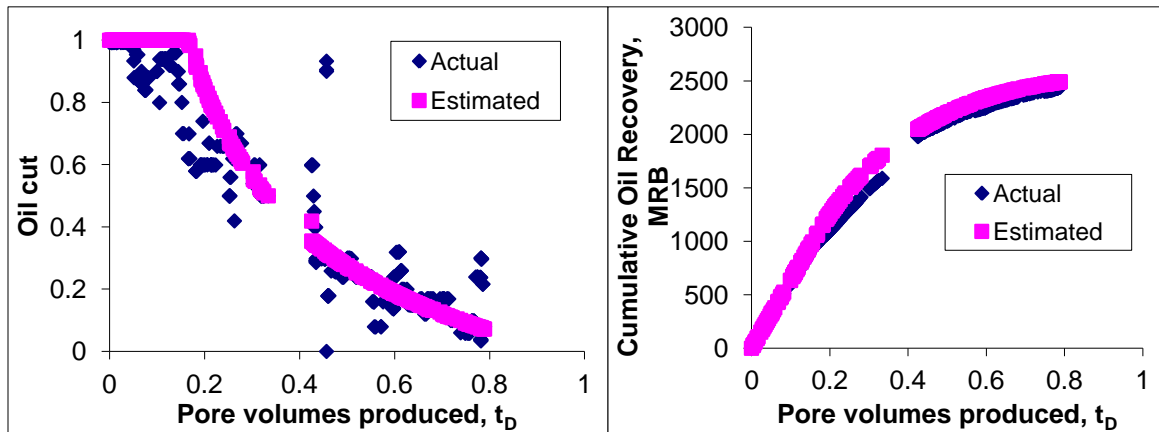 Oil cut
1
0.8
0.6
0.4
0.2
0
Actual
Estimated
0 0.2 0.4 0.6 0.8 1
Pore volumes produced, tD
Cumulative Oil Recovery,
MRB
3000
2500
2000
1500
1000
500
0
Actual
Estimated
0 0.2 0.4 0.6 0.8 1
Pore volumes produced, tD